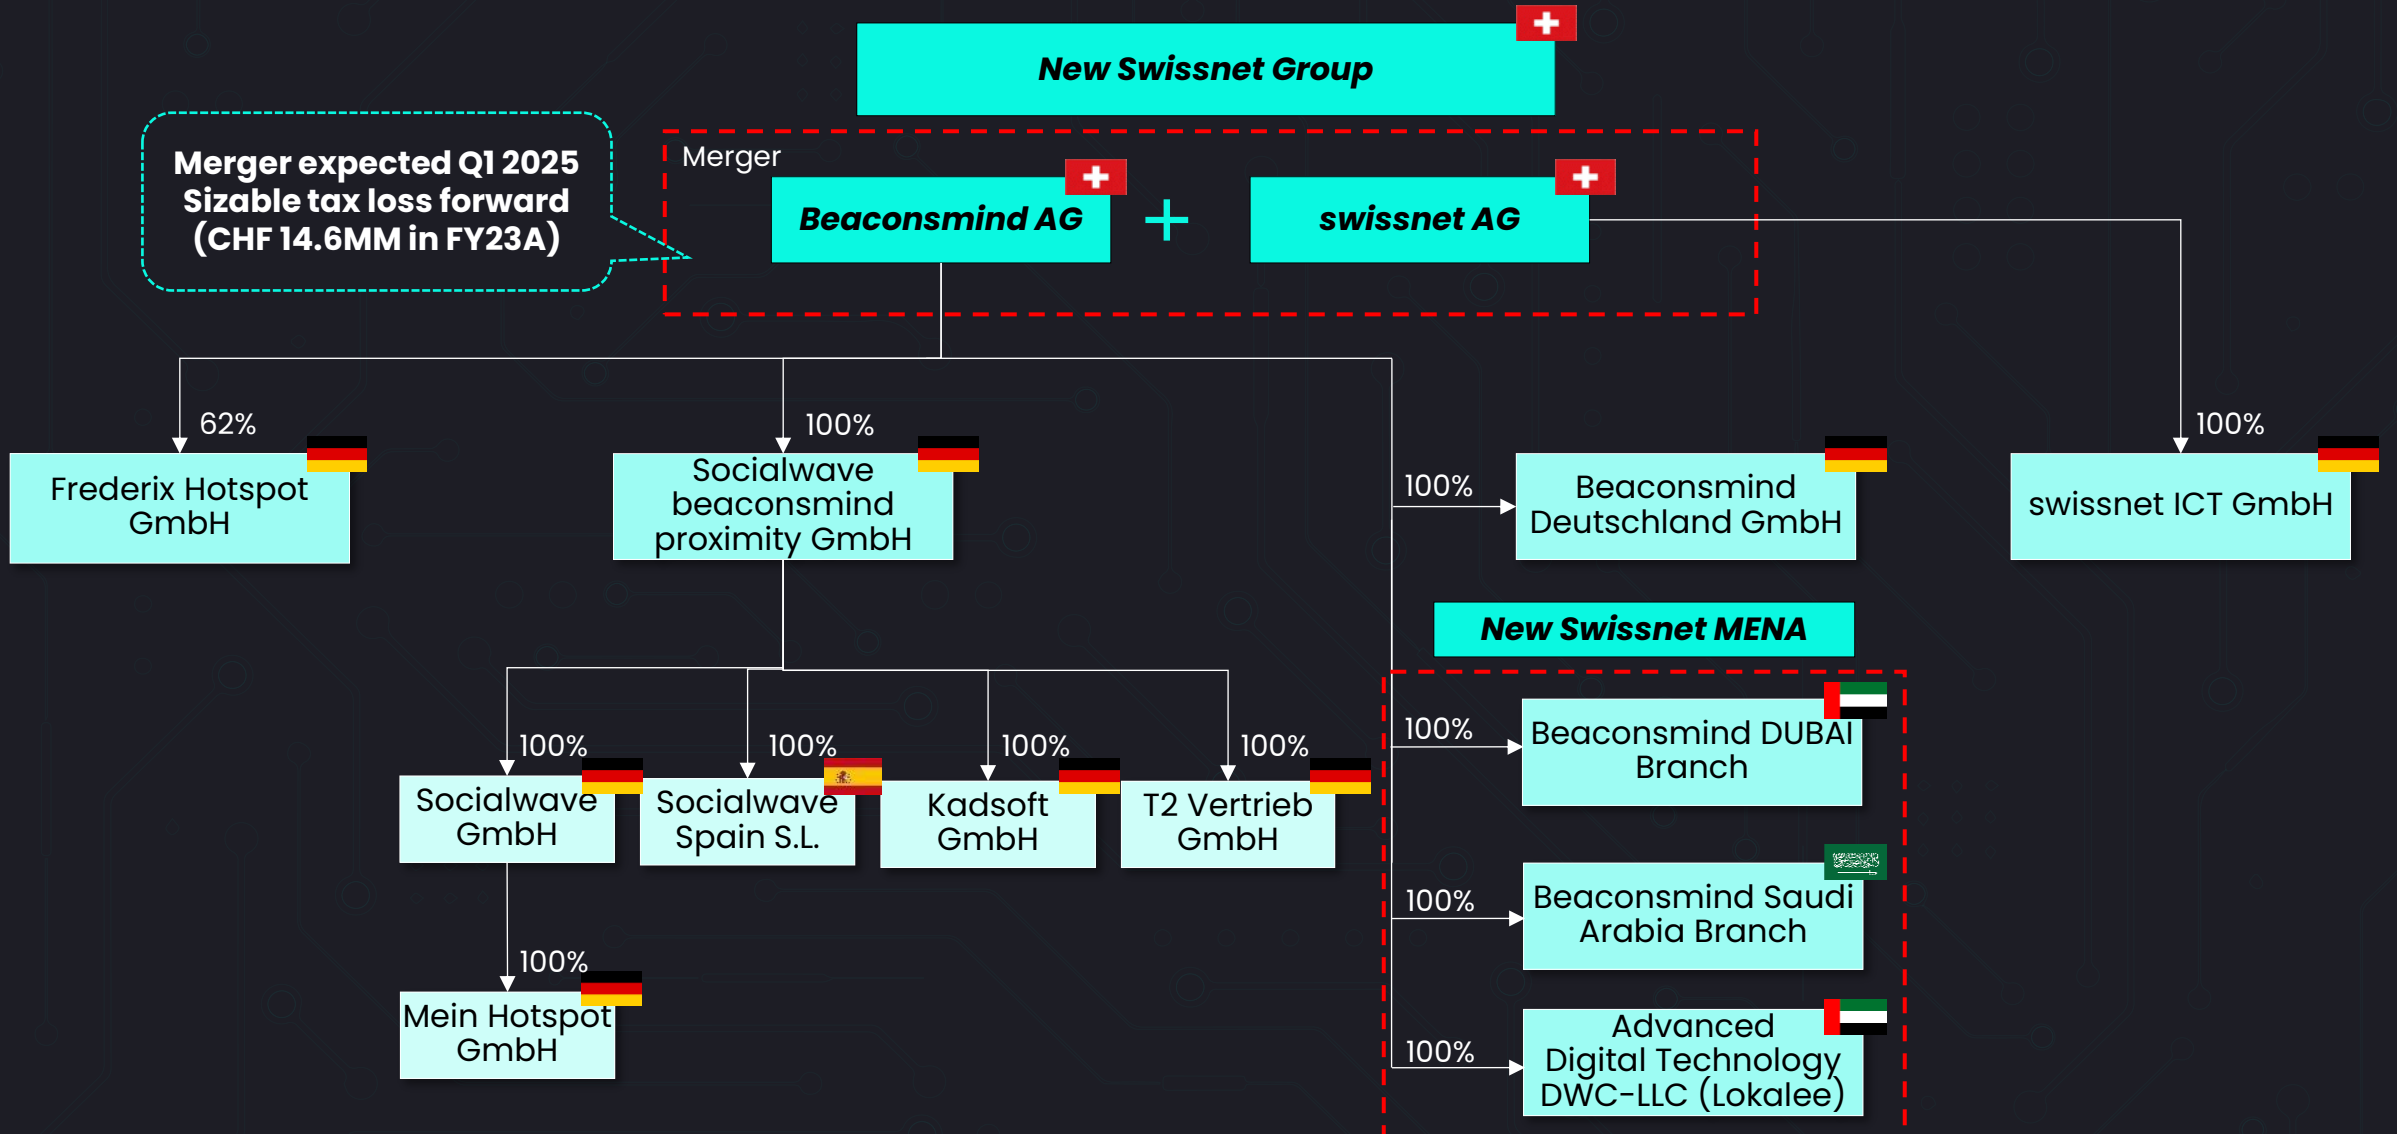 New Swissnet Group
Merger expected Q1 2025
Sizable tax loss forward
(CHF 14.6MM in FY23A)
Merger
Beaconsmind AG
+
swissnet AG
62%
100%
100%
100%
Frederix Hotspot
GmbH
Socialwave
beaconsmind
proximity GmbH
Beaconsmind
Deutschland GmbH
swissnet ICT GmbH
New Swissnet MENA
100%
100%
100%
100%
Socialwave
GmbH
Socialwave
Spain S.L.
Kadsoft
GmbH
T2 Vertrieb
GmbH
100%
Mein Hotspot
GmbH
100%
Beaconsmind DUBAI
Branch
100%
Beaconsmind Saudi
Arabia Branch
100%
Advanced
Digital Technology
DWC-LLC (Lokalee)